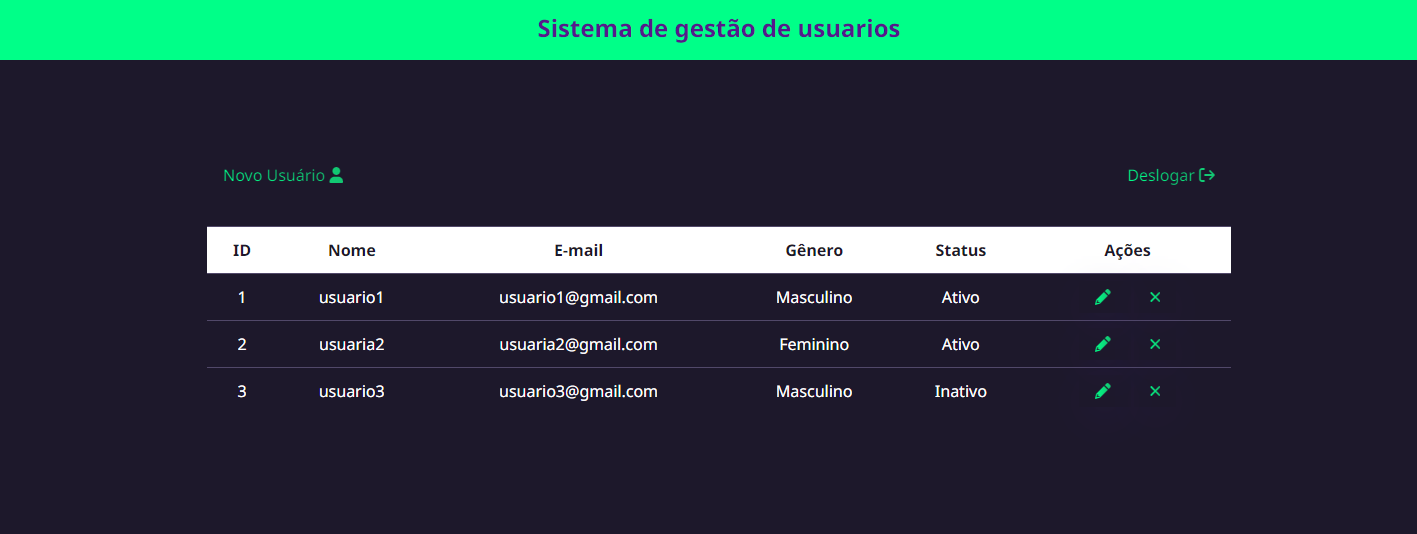 Sistema de gestão de usuarios
Novo Usuário Deslogar
ID Nome E-mail Gênero Status Ações
1 usuario1 usuario1@gmail.com Masculino Ativo
2 usuaria2 usuaria2@gmail.com Feminino Ativo
3 usuario3 usuario3@gmail.com Masculino Inativo